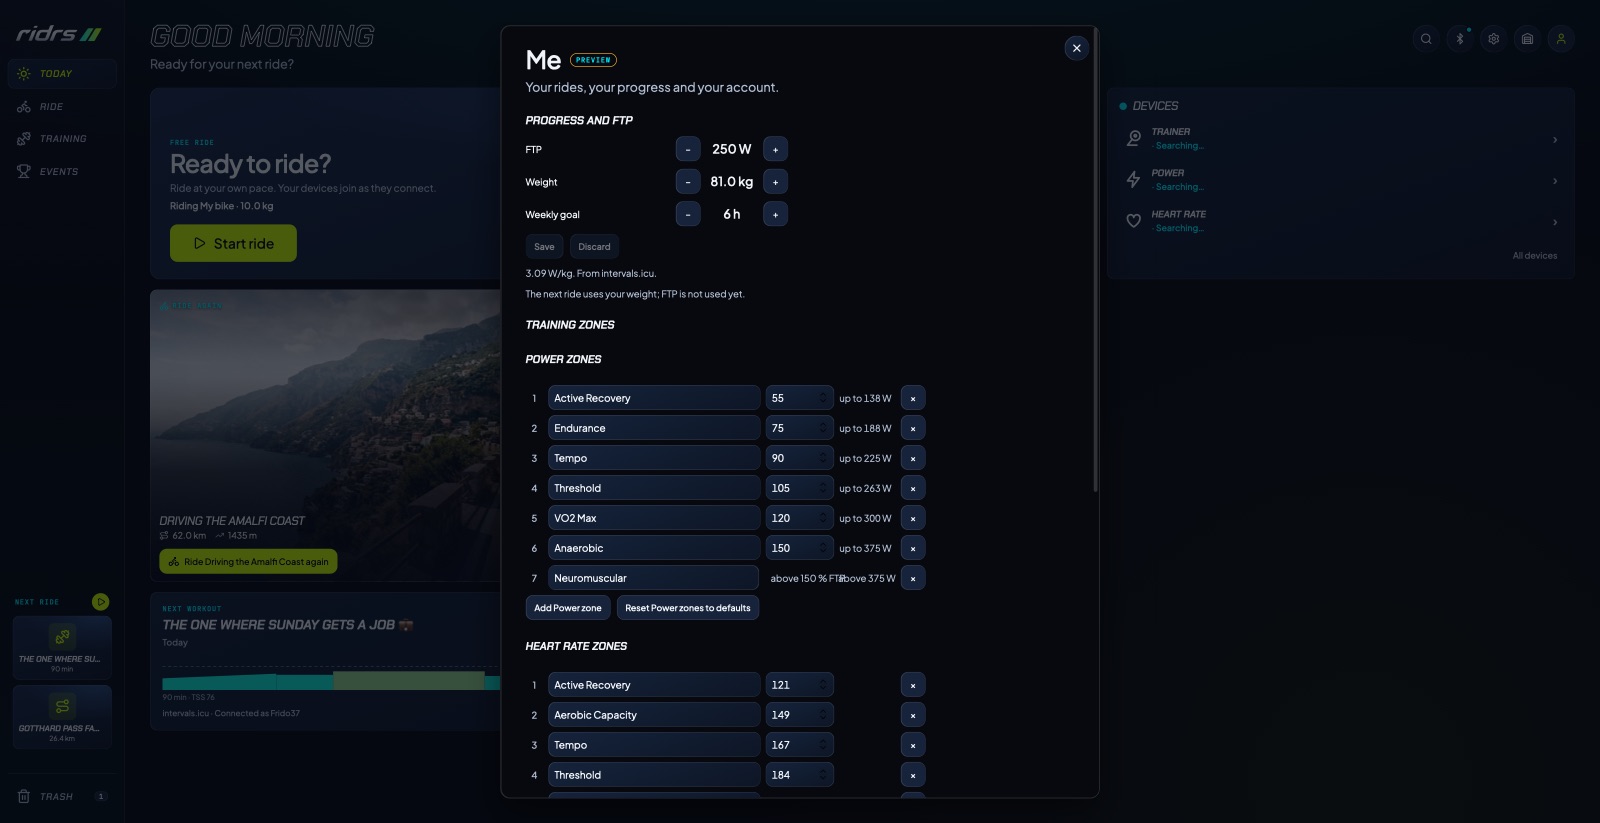 ridrs
TODAY
RIDE
TRAINING
EVENTS
NEXT RIDE
THE ONE WHERE SU...
90 min
GOTTHARD PASS FA...
26.4 km
TRASH
1
GOOD MORNING
Ready for your next ride?
FREE RIDE
Ready to ride?
Ride at your own pace. Your devices join as they connect.
Riding My bike · 10.0 kg
Start ride
RIDE AGAIN
DRIVING THE AMALFI COAST
62.0 km
1435 m
Ride Driving the Amalfi Coast again
NEXT WORKOUT
THE ONE WHERE SUNDAY GETS A JOB
Today
90 min · TSS 76
intervals.icu · Connected as Frido37
Me
PREVIEW
Your rides, your progress and your account.
PROGRESS AND FTP
FTP - 250 W +
Weight - 81.0 kg +
Weekly goal - 6 h +
Save Discard
3.09 W/kg. From intervals.icu.
The next ride uses your weight; FTP is not used yet.
TRAINING ZONES
POWER ZONES
1 Active Recovery 55 up to 138 W ×
2 Endurance 75 up to 188 W ×
3 Tempo 90 up to 225 W ×
4 Threshold 105 up to 263 W ×
5 VO2 Max 120 up to 300 W ×
6 Anaerobic 150 up to 375 W ×
7 Neuromuscular above 150 % FTP above 375 W ×
Add Power zone Reset Power zones to defaults
HEART RATE ZONES
1 Active Recovery 121 ×
2 Aerobic Capacity 149 ×
3 Tempo 167 ×
4 Threshold 184 ×
DEVICES
TRAINER
· Searching...
POWER
· Searching...
HEART RATE
· Searching...
All devices